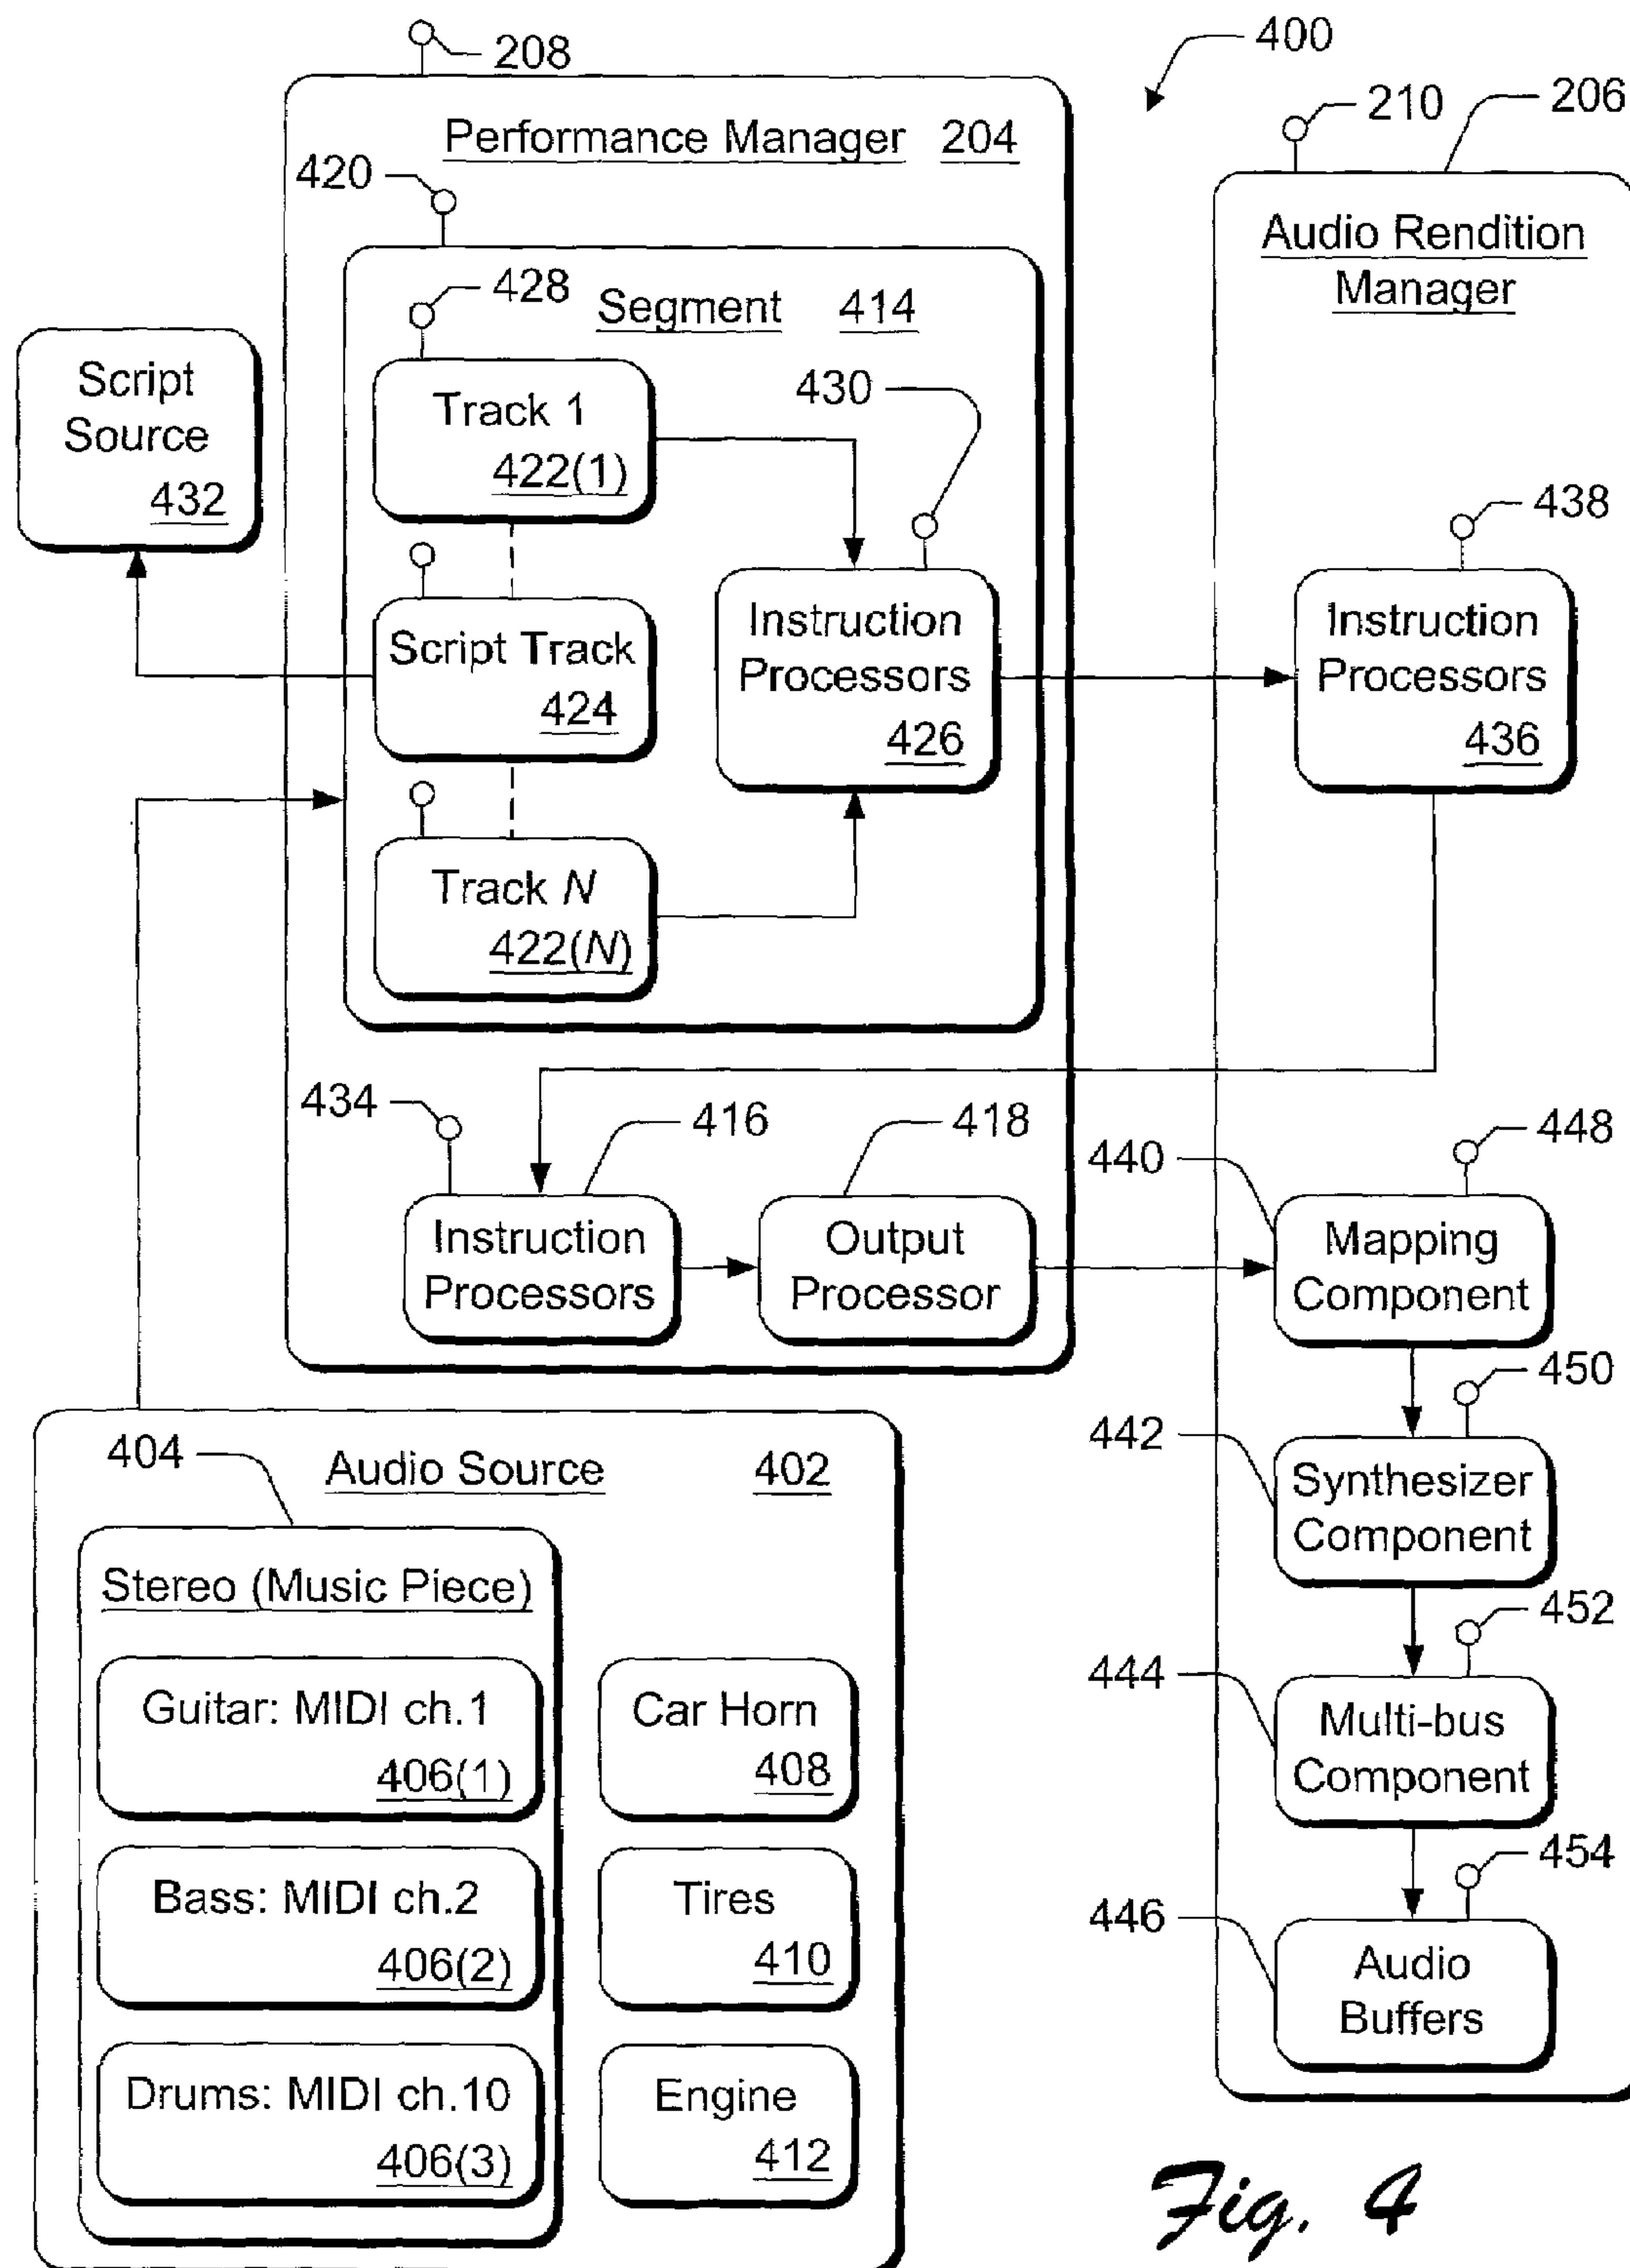 208
400
210
206
Performance Manager 204
420
Audio Rendition
Manager
428
Segment 414
430
Script
Source
432
Track 1
422(1)
438
Script Track
424
Instruction
Processors
426
Instruction
Processors
436
Track N
422(N)
434
416
418
440
448
Instruction
Processors
Output
Processor
Mapping
Component
450
442
Synthesizer
Component
404
Audio Source 402
452
444
Multi-bus
Component
454
446
Audio
Buffers
Stereo (Music Piece)
Guitar: MIDI ch.1
406(1)
Car Horn
408
Bass: MIDI ch.2
406(2)
Tires
410
Drums: MIDI ch.10
406(3)
Engine
412
Fig. 4